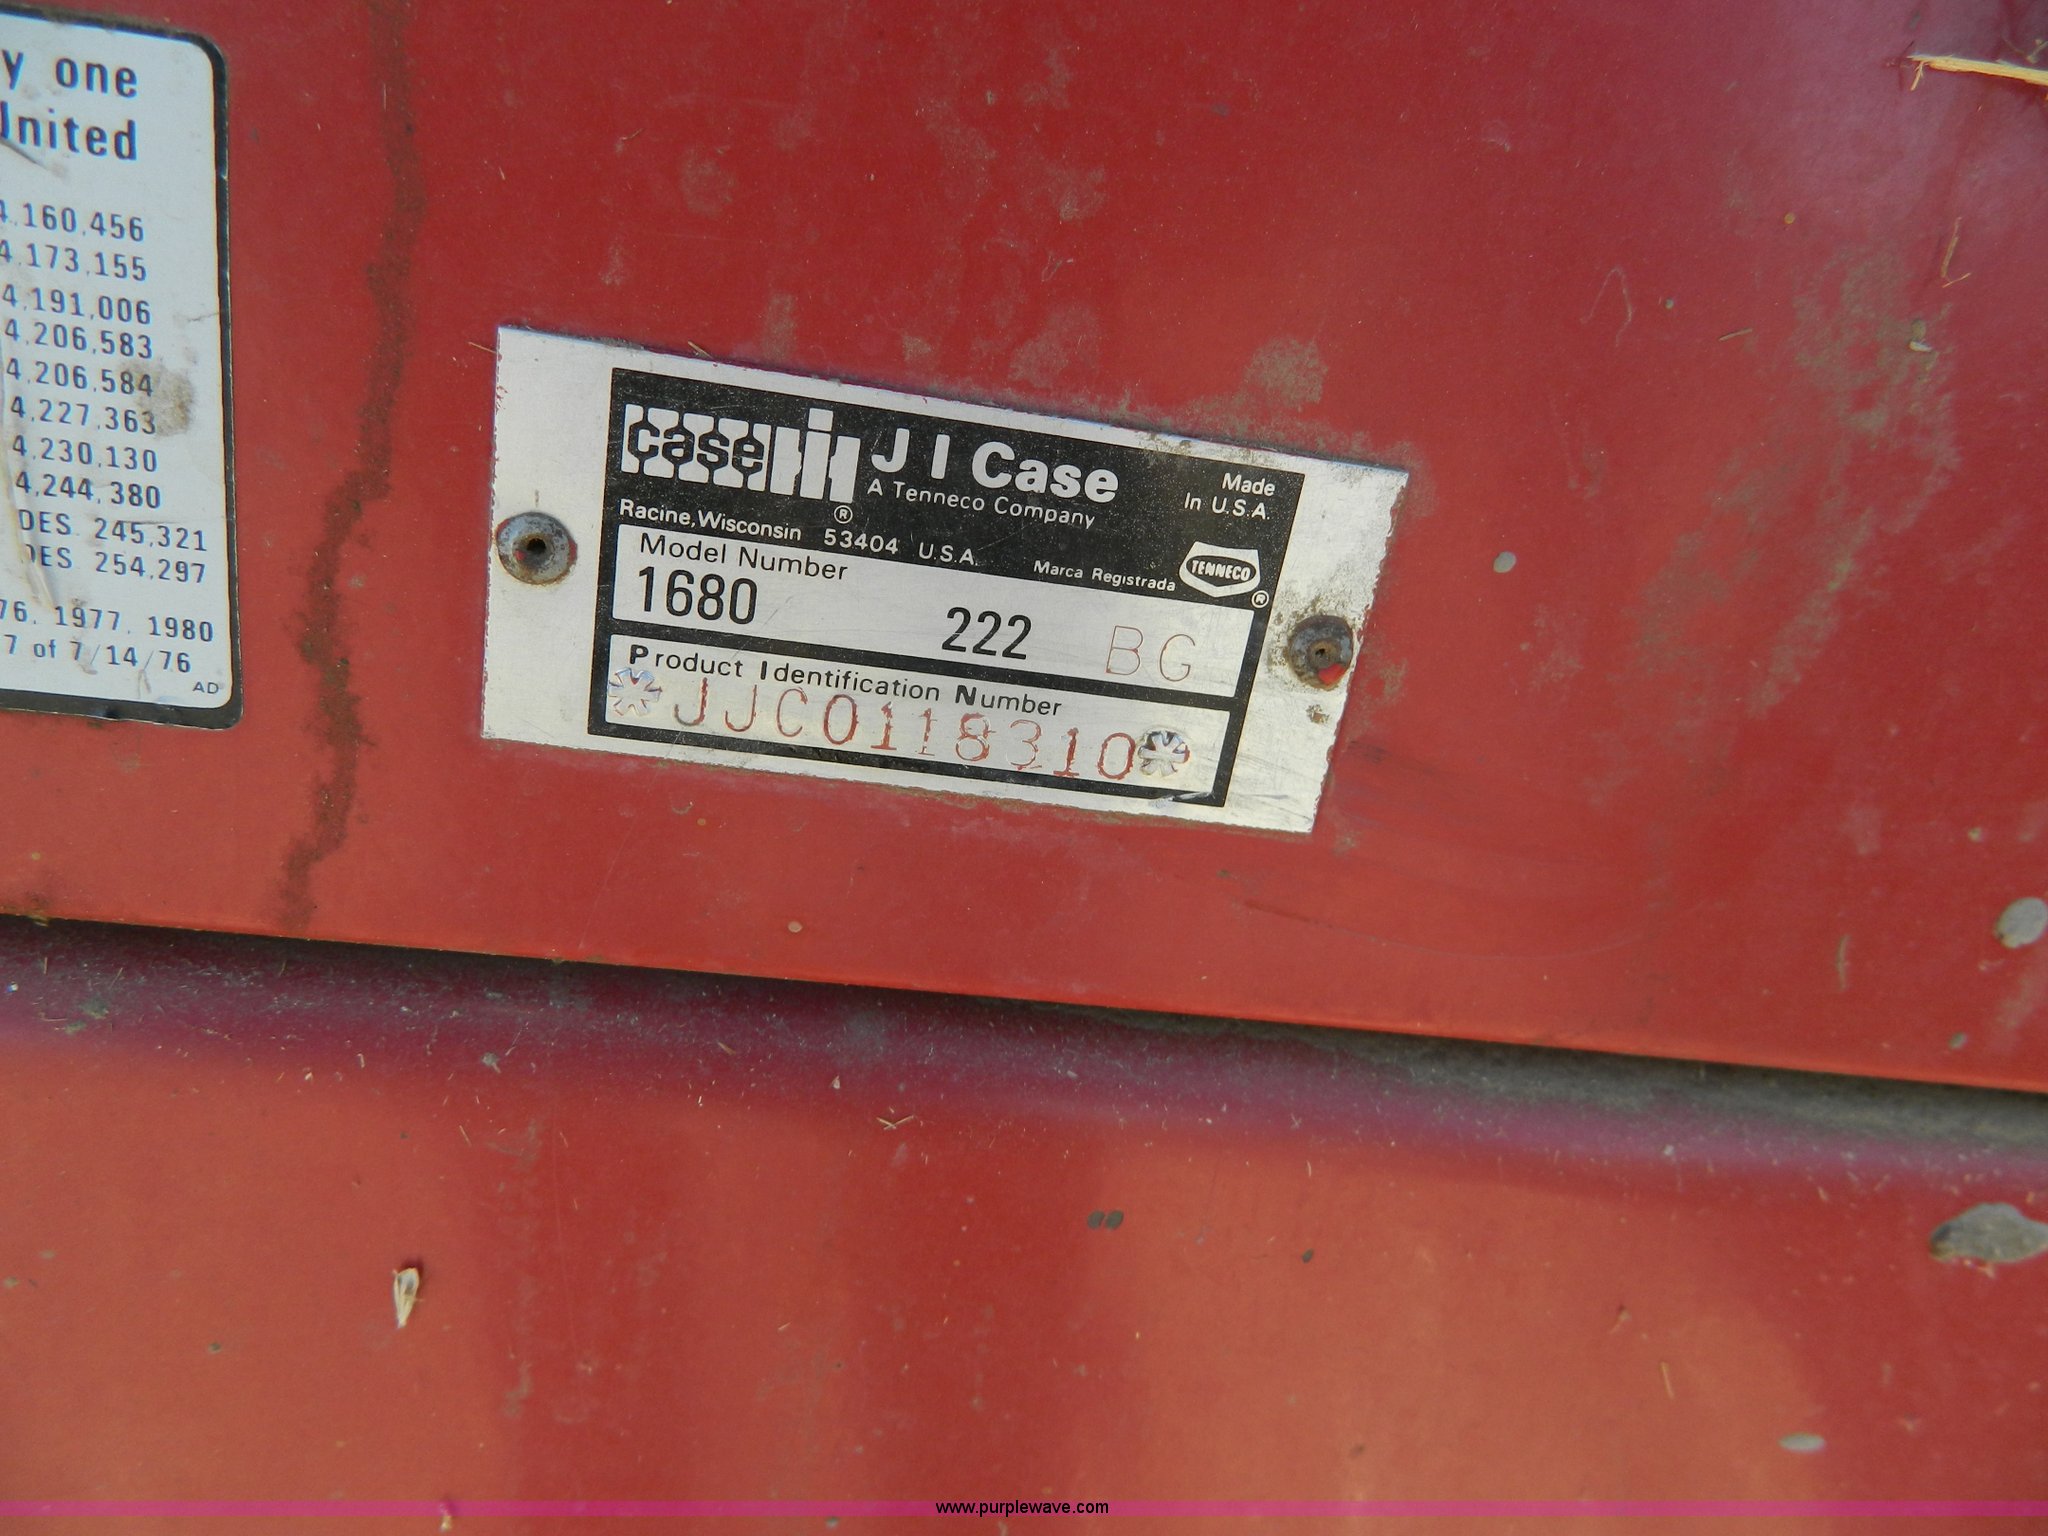 y one
United
4,160,456
4,173,155
4,191,006
4,206,583
4,206,584
4,227,363
4,230,130
4,244,380
DES. 245,321
DES. 254,297
76, 1977, 1980
7 of 7/14/76
AD
case IH ® J I Case
A Tenneco Company
Made
In U.S.A.
Racine, Wisconsin 53404 U.S.A.
Marca Registrada TENNECO ®
Model Number
1680 222 BG
Product Identification Number
*JJC0118310*
www.purplewave.com